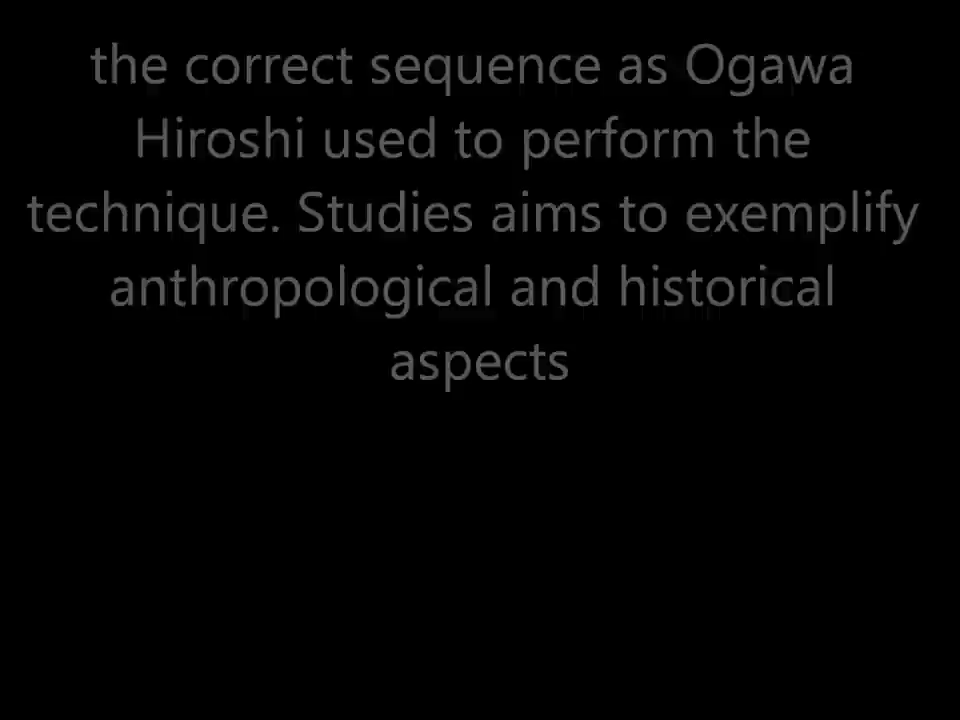 the correct sequence as Ogawa
Hiroshi used to perform the
technique. Studies aims to exemplify
anthropological and historical
aspects